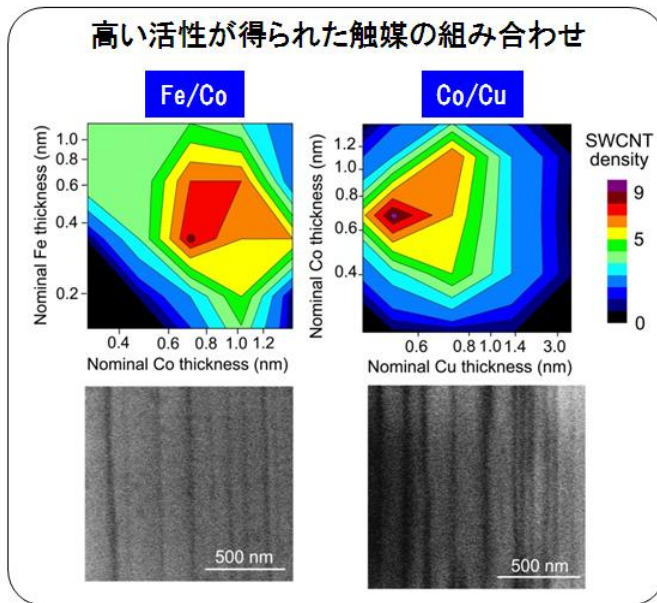 高い活性が得られた触媒の組み合わせ
Fe/Co
Co/Cu
Nominal Fe thickness (nm)
1.0
0.8
0.6
0.4
0.2
0.4
0.6
0.8
1.0
1.2
Nominal Co thickness (nm)
Nominal Co thickness (nm)
1.2
1.0
0.8
0.6
0.4
0.6
0.8
1.0
1.4
3.0
Nominal Cu thickness (nm)
SWCNT
density
9
5
0
500 nm
500 nm